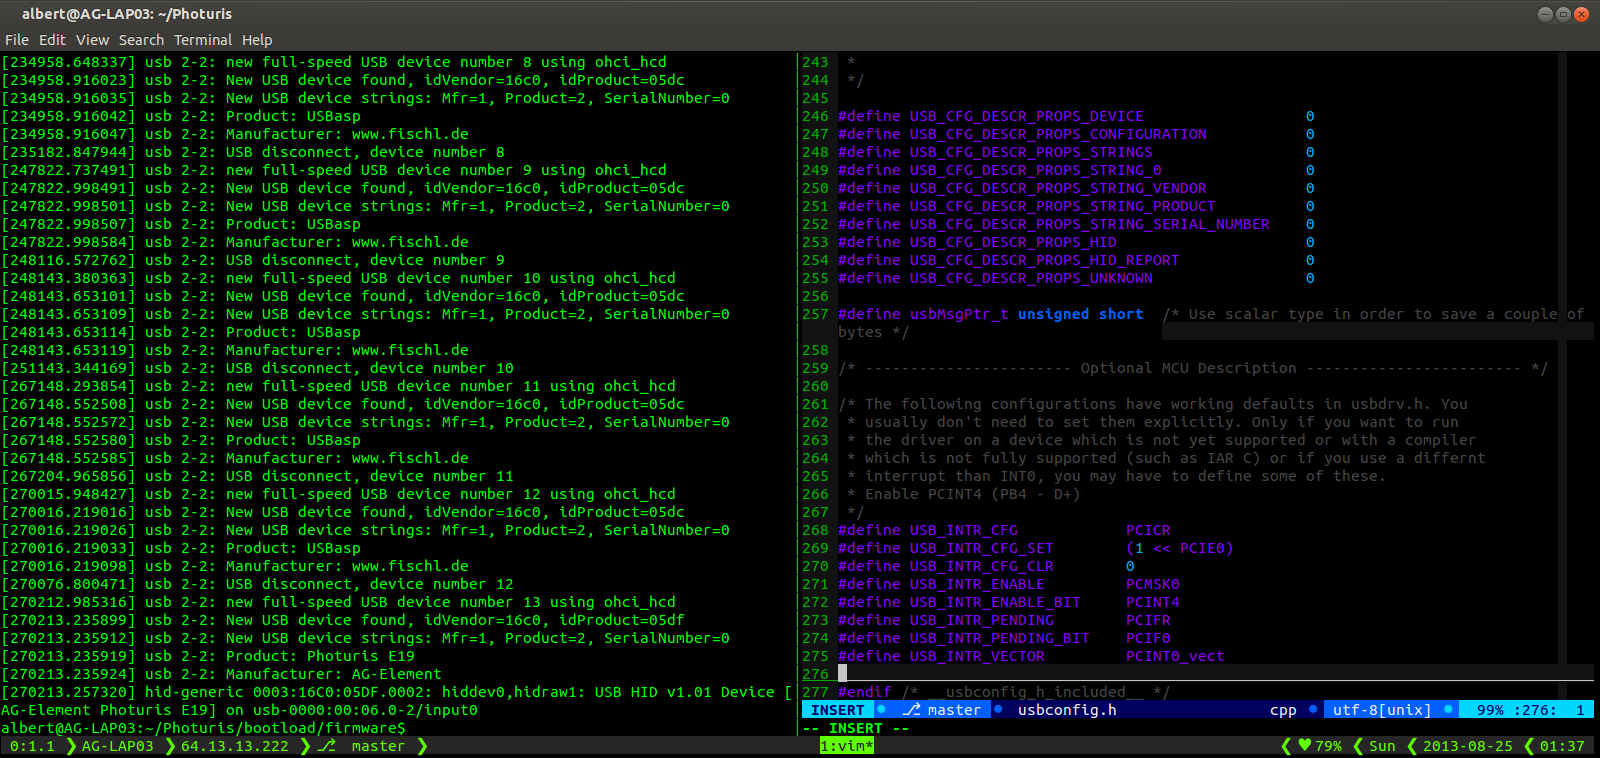 albert@AG-LAP03: ~/Photuris
File Edit View Search Terminal Help
[234958.648337] usb 2-2: new full-speed USB device number 8 using ohci_hcd
[234958.916023] usb 2-2: New USB device found, idVendor=16c0, idProduct=05dc
[234958.916035] usb 2-2: New USB device strings: Mfr=1, Product=2, SerialNumber=0
[234958.916042] usb 2-2: Product: USBasp
[234958.916047] usb 2-2: Manufacturer: www.fischl.de
[235182.847944] usb 2-2: USB disconnect, device number 8
[247822.737491] usb 2-2: new full-speed USB device number 9 using ohci_hcd
[247822.998491] usb 2-2: New USB device found, idVendor=16c0, idProduct=05dc
[247822.998501] usb 2-2: New USB device strings: Mfr=1, Product=2, SerialNumber=0
[247822.998507] usb 2-2: Product: USBasp
[247822.998584] usb 2-2: Manufacturer: www.fischl.de
[248116.572762] usb 2-2: USB disconnect, device number 9
[248143.380363] usb 2-2: new full-speed USB device number 10 using ohci_hcd
[248143.653101] usb 2-2: New USB device found, idVendor=16c0, idProduct=05dc
[248143.653109] usb 2-2: New USB device strings: Mfr=1, Product=2, SerialNumber=0
[248143.653114] usb 2-2: Product: USBasp
[248143.653119] usb 2-2: Manufacturer: www.fischl.de
[251143.344169] usb 2-2: USB disconnect, device number 10
[267148.293854] usb 2-2: new full-speed USB device number 11 using ohci_hcd
[267148.552508] usb 2-2: New USB device found, idVendor=16c0, idProduct=05dc
[267148.552572] usb 2-2: New USB device strings: Mfr=1, Product=2, SerialNumber=0
[267148.552580] usb 2-2: Product: USBasp
[267148.552585] usb 2-2: Manufacturer: www.fischl.de
[267204.965856] usb 2-2: USB disconnect, device number 11
[270015.948427] usb 2-2: new full-speed USB device number 12 using ohci_hcd
[270016.219016] usb 2-2: New USB device found, idVendor=16c0, idProduct=05dc
[270016.219026] usb 2-2: New USB device strings: Mfr=1, Product=2, SerialNumber=0
[270016.219033] usb 2-2: Product: USBasp
[270016.219098] usb 2-2: Manufacturer: www.fischl.de
[270076.800471] usb 2-2: USB disconnect, device number 12
[270212.985316] usb 2-2: new full-speed USB device number 13 using ohci_hcd
[270213.235899] usb 2-2: New USB device found, idVendor=16c0, idProduct=05df
[270213.235912] usb 2-2: New USB device strings: Mfr=1, Product=2, SerialNumber=0
[270213.235919] usb 2-2: Product: Photuris E19
[270213.235924] usb 2-2: Manufacturer: AG-Element
[270213.257320] hid-generic 0003:16C0:05DF.0002: hiddev0,hidraw1: USB HID v1.01 Device [
AG-Element Photuris E19] on usb-0000:00:06.0-2/input0
albert@AG-LAP03:~/Photuris/bootload/firmware$
243 *
244 */
245
246 #define USB_CFG_DESCR_PROPS_DEVICE 0
247 #define USB_CFG_DESCR_PROPS_CONFIGURATION 0
248 #define USB_CFG_DESCR_PROPS_STRINGS 0
249 #define USB_CFG_DESCR_PROPS_STRING_0 0
250 #define USB_CFG_DESCR_PROPS_STRING_VENDOR 0
251 #define USB_CFG_DESCR_PROPS_STRING_PRODUCT 0
252 #define USB_CFG_DESCR_PROPS_STRING_SERIAL_NUMBER 0
253 #define USB_CFG_DESCR_PROPS_HID 0
254 #define USB_CFG_DESCR_PROPS_HID_REPORT 0
255 #define USB_CFG_DESCR_PROPS_UNKNOWN 0
256
257 #define usbMsgPtr_t unsigned short /* Use scalar type in order to save a couple of
bytes */
258
259 /* ----------------------- Optional MCU Description ------------------------ */
260
261 /* The following configurations have working defaults in usbdrv.h. You
262 * usually don't need to set them explicitly. Only if you want to run
263 * the driver on a device which is not yet supported or with a compiler
264 * which is not fully supported (such as IAR C) or if you use a differnt
265 * interrupt than INT0, you may have to define some of these.
266 * Enable PCINT4 (PB4 - D+)
267 */
268 #define USB_INTR_CFG PCICR
269 #define USB_INTR_CFG_SET (1 << PCIE0)
270 #define USB_INTR_CFG_CLR 0
271 #define USB_INTR_ENABLE PCMSK0
272 #define USB_INTR_ENABLE_BIT PCINT4
273 #define USB_INTR_PENDING PCIFR
274 #define USB_INTR_PENDING_BIT PCIF0
275 #define USB_INTR_VECTOR PCINT0_vect
276
277 #endif /* __usbconfig_h_included__ */
INSERT ⎇ master usbconfig.h cpp utf-8[unix] 99% :276: 1
-- INSERT --
0:1.1 ❯ AG-LAP03 ❯ 64.13.13.222 ❯ ⎇ master ❯ 1:vim* ❮ ♥79% ❮ Sun ❮ 2013-08-25 ❮ 01:37